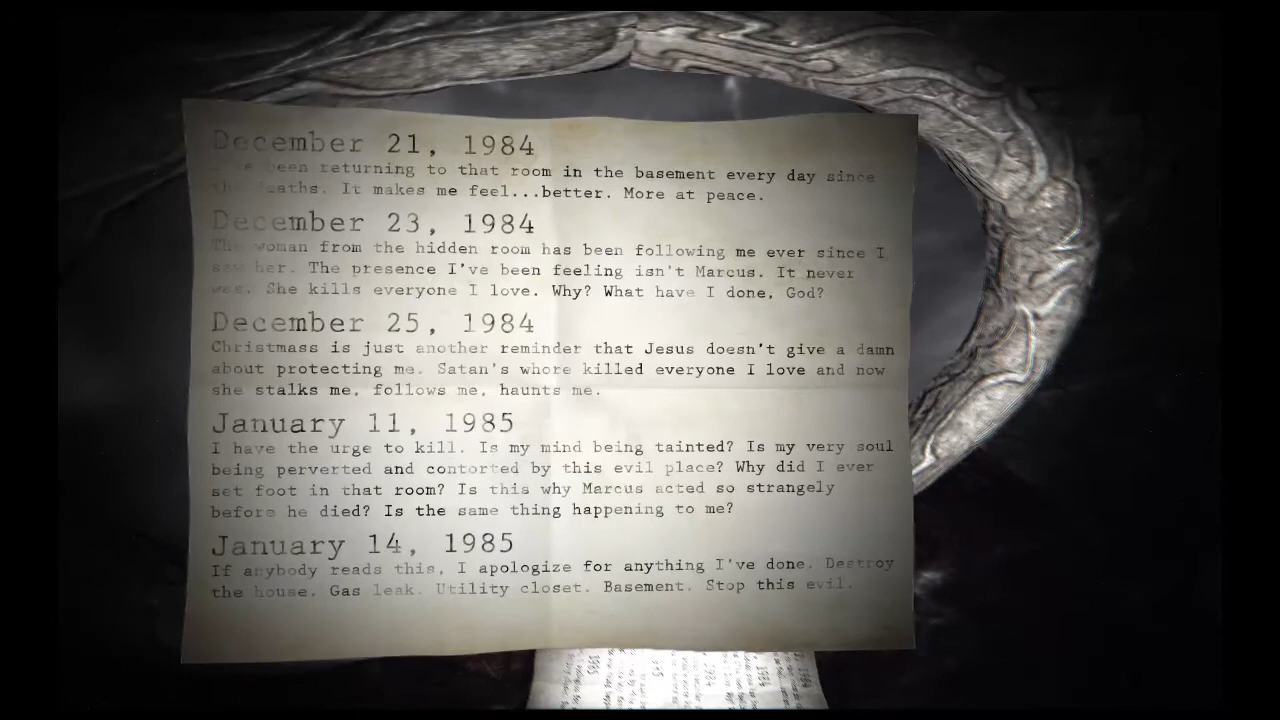 December 21, 1984
been returning to that room in the basement every day since
the deaths. It makes me feel...better. More at peace.
December 23, 1984
The woman from the hidden room has been following me ever since I
saw her. The presence I've been feeling isn't Marcus. It never
was. She kills everyone I love. Why? What have I done, God?
December 25, 1984
Christmass is just another reminder that Jesus doesn't give a damn
about protecting me. Satan's whore killed everyone I love and now
she stalks me, follows me, haunts me.
January 11, 1985
I have the urge to kill. Is my mind being tainted? Is my very soul
being perverted and contorted by this evil place? Why did I ever
set foot in that room? Is this why Marcus acted so strangely
before he died? Is the same thing happening to me?
January 14, 1985
If anybody reads this, I apologize for anything I've done. Destroy
the house. Gas leak. Utility closet. Basement. Stop this evil.
1985
1984
1984